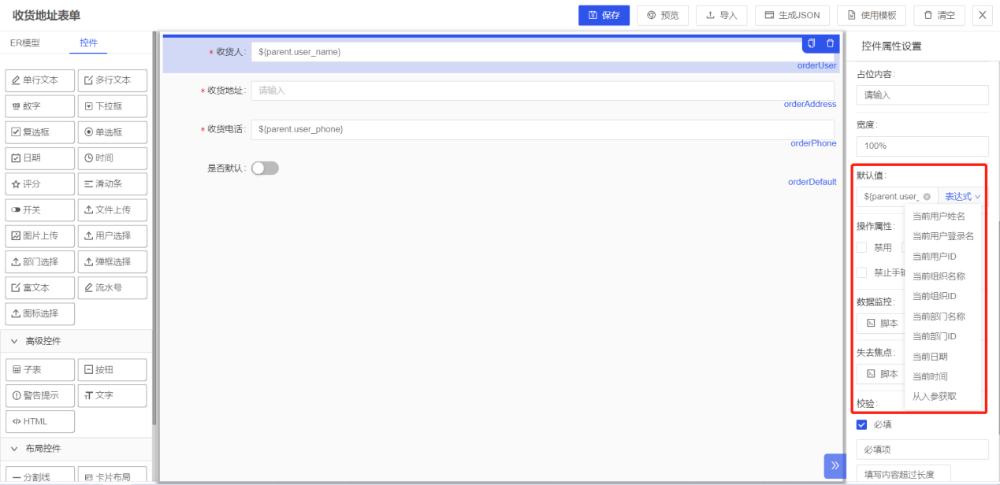 收货地址表单
保存 预览 导入 生成JSON 使用模板 清空
ER模型 控件
单行文本 多行文本
数字 下拉框
复选框 单选框
日期 时间
评分 滑动条
开关 文件上传
图片上传 用户选择
部门选择 弹框选择
富文本 流水号
图标选择
高级控件
子表 按钮
警告提示 文字
HTML
布局控件
分割线 卡片布局
* 收货人: ${parent.user_name}
orderUser
* 收货地址: 请输入
orderAddress
* 收货电话: ${parent.user_phone}
orderPhone
是否默认:
orderDefault
控件属性设置
占位内容:
请输入
宽度:
100%
默认值:
${parent.user_ 表达式
当前用户姓名
操作属性:
当前用户登录名
禁用
当前用户ID
禁止手输
当前组织名称
当前组织ID
数据监控:
当前部门名称
脚本
当前部门ID
失去焦点:
当前日期
脚本
当前时间
从入参获取
校验:
必填
必填项
填写内容超过长度